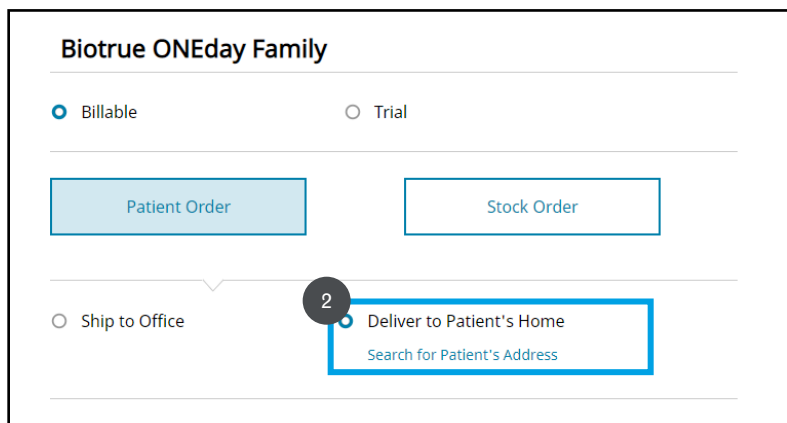 Biotrue ONEday Family
Billable
Trial
Patient Order
Stock Order
2
Ship to Office
Deliver to Patient's Home
Search for Patient's Address